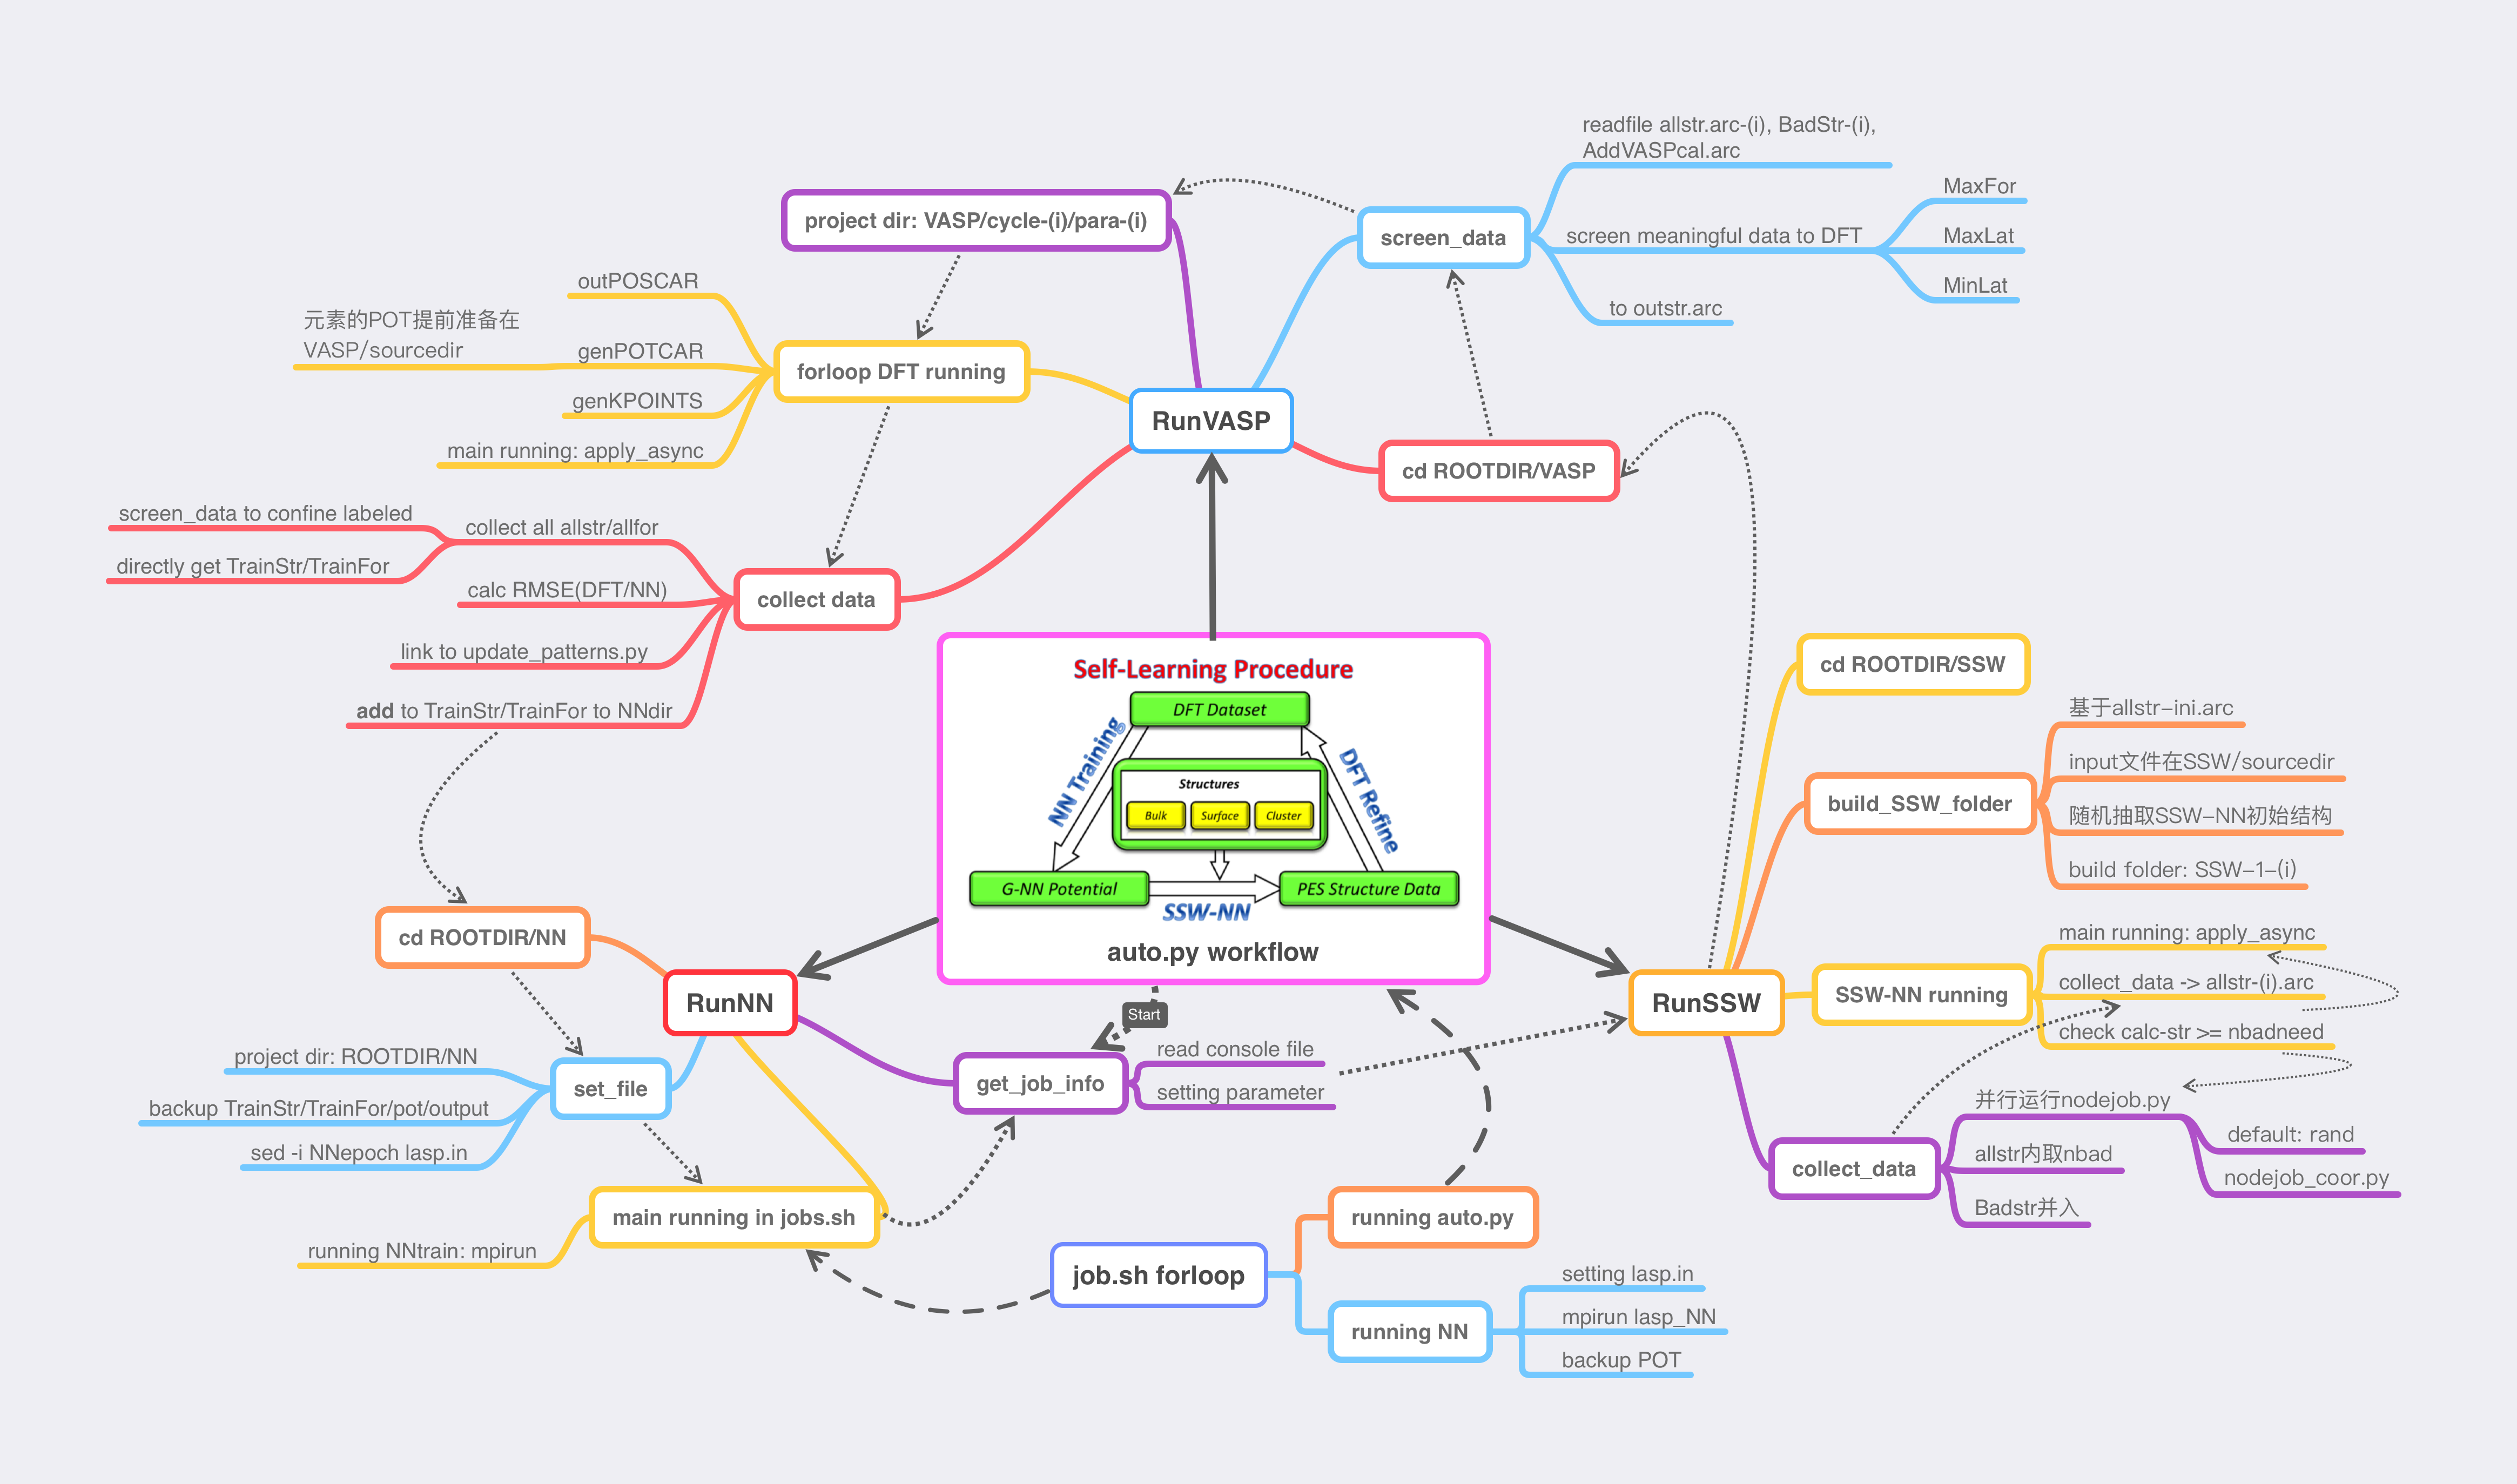 readfile allstr.arc-(i), BadStr-(i),
AddVASPcal.arc
MaxFor
screen_data
screen meaningful data to DFT
MaxLat
MinLat
to outstr.arc
project dir: VASP/cycle-(i)/para-(i)
outPOSCAR
元素的POT提前准备在
VASP/sourcedir
genPOTCAR
forloop DFT running
genKPOINTS
main running: apply_async
RunVASP
cd ROOTDIR/VASP
screen_data to confine labeled
collect all allstr/allfor
directly get TrainStr/TrainFor
calc RMSE(DFT/NN)
collect data
link to update_patterns.py
add to TrainStr/TrainFor to NNdir
Self-Learning Procedure
DFT Dataset
NN Training
DFT Refine
Structures
Bulk
Surface
Cluster
G-NN Potential
PES Structure Data
SSW-NN
auto.py workflow
cd ROOTDIR/SSW
基于allstr-ini.arc
input文件在SSW/sourcedir
build_SSW_folder
随机抽取SSW-NN初始结构
build folder: SSW-1-(i)
main running: apply_async
SSW-NN running
collect_data -> allstr-(i).arc
check calc-str >= nbadneed
RunSSW
并行运行nodejob.py
default: rand
nodejob_coor.py
collect_data
allstr内取nbad
Badstr并入
cd ROOTDIR/NN
RunNN
Start
read console file
get_job_info
setting parameter
project dir: ROOTDIR/NN
set_file
backup TrainStr/TrainFor/pot/output
sed -i NNepoch lasp.in
main running in jobs.sh
running NNtrain: mpirun
running auto.py
job.sh forloop
setting lasp.in
running NN
mpirun lasp_NN
backup POT